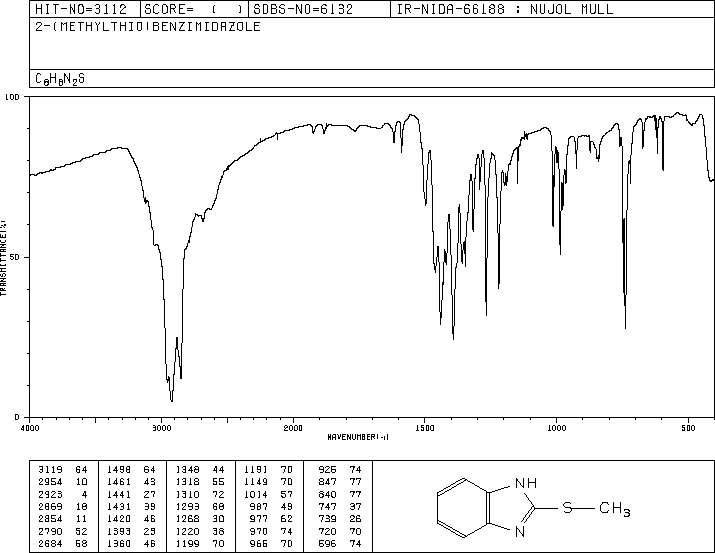 HIT-NO=3112 SCORE= ( ) SDBS-NO=6132 IR-NIDA-66188 : NUJOL MULL
2-(METHYLTHIO)BENZIMIDAZOLE
C8H8N2S
100
50
0
TRANSMITTANCE(%)
4000 3000 2000 1500 1000 500
WAVENUMBER(-1)
3119 64 1498 64 1348 44 1191 70 926 74
2954 10 1461 43 1318 55 1149 70 847 77
2923 4 1441 27 1310 72 1014 57 840 77
2869 18 1431 39 1293 68 987 49 747 37
2854 11 1420 46 1268 30 977 62 739 26
2790 52 1393 23 1220 38 970 74 720 70
2684 58 1360 46 1199 70 966 70 596 74
NH
N
S
CH3